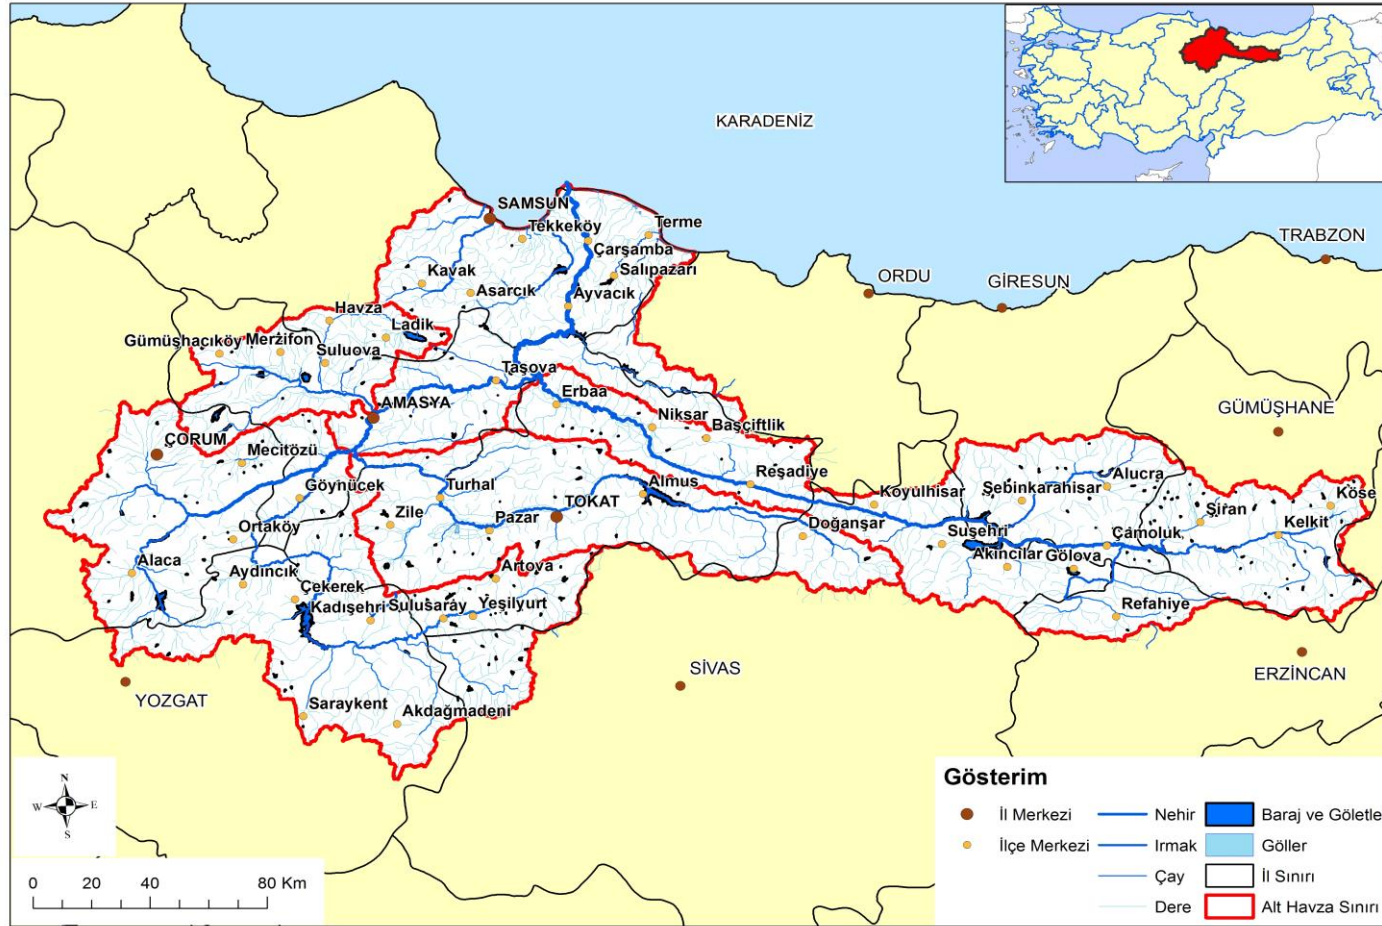 KARADENİZ
SAMSUN
Tekkeköy
Terme
Çarşamba
TRABZON
Kavak
Salıpazarı
ORDU
GİRESUN
Asarcık
Ayvacık
Havza
Ladik
Gümüşhacıköy
Merzifon
Suluova
Taşova
Erbaa
AMASYA
Niksar
Başçiftlik
GÜMÜŞHANE
ÇORUM
Mecitözü
Reşadiye
Göynücek
Turhal
Almus
Koyulhisar
Şebinkarahisar
Alucra
Köse
Zile
Pazar
TOKAT
Doğanşar
Şiran
Kelkit
Ortaköy
Suşehri
Çamoluk
Alaca
Aydıncık
Artova
Akıncılar
Gölova
Çekerek
Kadışehri
Sulusaray
Yeşilyurt
Refahiye
SİVAS
ERZİNCAN
YOZGAT
Saraykent
Akdağmadeni
N
W
E
S
0 20 40 80 Km
Gösterim
İl Merkezi
Nehir
Baraj ve Göletle
İlçe Merkezi
Irmak
Göller
Çay
İl Sınırı
Dere
Alt Havza Sınırı